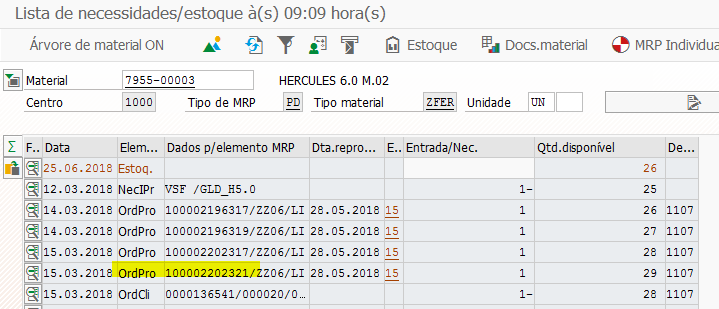 Lista de necessidades/estoque à(s) 09:09 hora(s)
Árvore de material ON Estoque Docs.material MRP Individua
Material 7955-00003 HERCULES 6.0 M.02
Centro 1000 Tipo de MRP PD Tipo material ZFER Unidade UN
F.. Data Elem... Dados p/elemento MRP Dta.repro... E.. Entrada/Nec. Qtd.disponível De...
25.06.2018 Estoq. 26
12.03.2018 NecIPr VSF /GLD_H5.0 1- 25
14.03.2018 OrdPro 100002196317/ZZ06/LI 28.05.2018 15 1 26 1107
14.03.2018 OrdPro 100002196319/ZZ06/LI 28.05.2018 15 1 27 1107
15.03.2018 OrdPro 100002202317/ZZ06/LI 28.05.2018 15 1 28 1107
15.03.2018 OrdPro 100002202321/ZZ06/LI 28.05.2018 15 1 29 1107
15.03.2018 OrdCli 0000136541/000020/0... 1- 28 1107